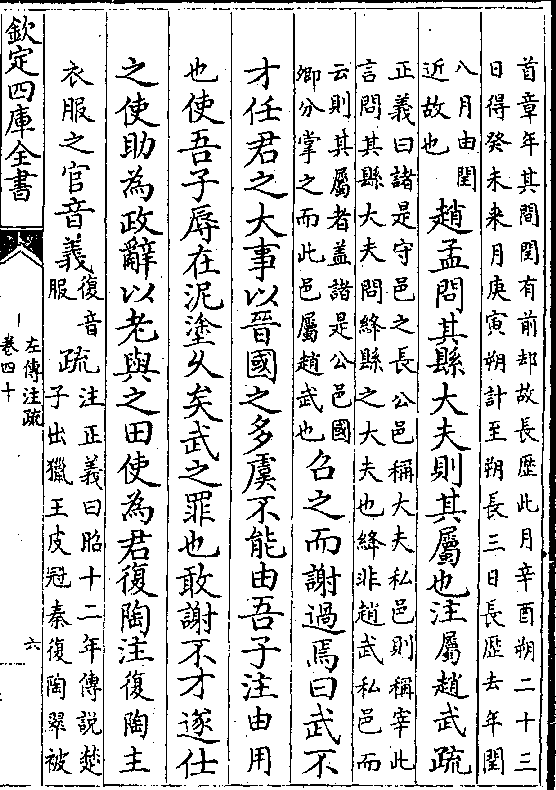 首章年其間閏有前却故長歷此月辛酉朔二十三
日得癸未来月庚寅朔計至朔長三日長歷去年閏
八月由閏
近故也
趙孟問其縣大夫則其屬也注屬趙武疏
正義曰諸是守邑之長公邑稱大夫私邑則稱宰此
言問其縣大夫問絳縣之大夫也絳非趙武私邑而
云則其屬者葢諸是公邑國
卿分掌之而此邑屬趙武也
召之而謝過焉曰武不
才任君之大事以晉國之多虞不能由吾子注由用
也使吾子辱在泥塗乆矣武之罪也敢謝不才遂仕
之使助為政辭以老與之田使為君復陶注復陶主
衣服之官音義
復音
服
疏
注正義曰昭十二年傳說楚
子出獵王皮冠秦復陶翠被
欽定四庫全書
左傳注疏
卷四十
六